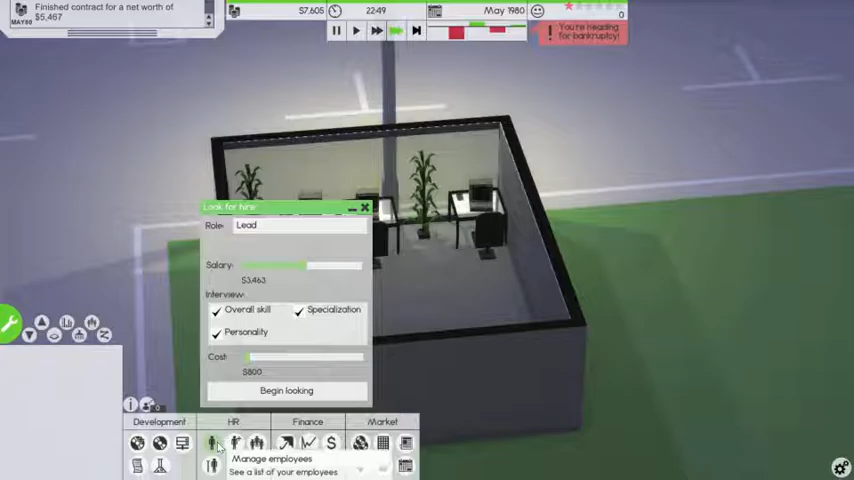 Finished contract for a net worth of
$5,467
MAY80
$7,605
22:49
May 1980
0
You're heading
for bankruptcy!
Look for hire
Role: Lead
Salary:
$3,463
Interview:
Overall skill
Specialization
Personality
Cost:
$800
Begin looking
Development
HR
Finance
Market
Manage employees
See a list of your employees